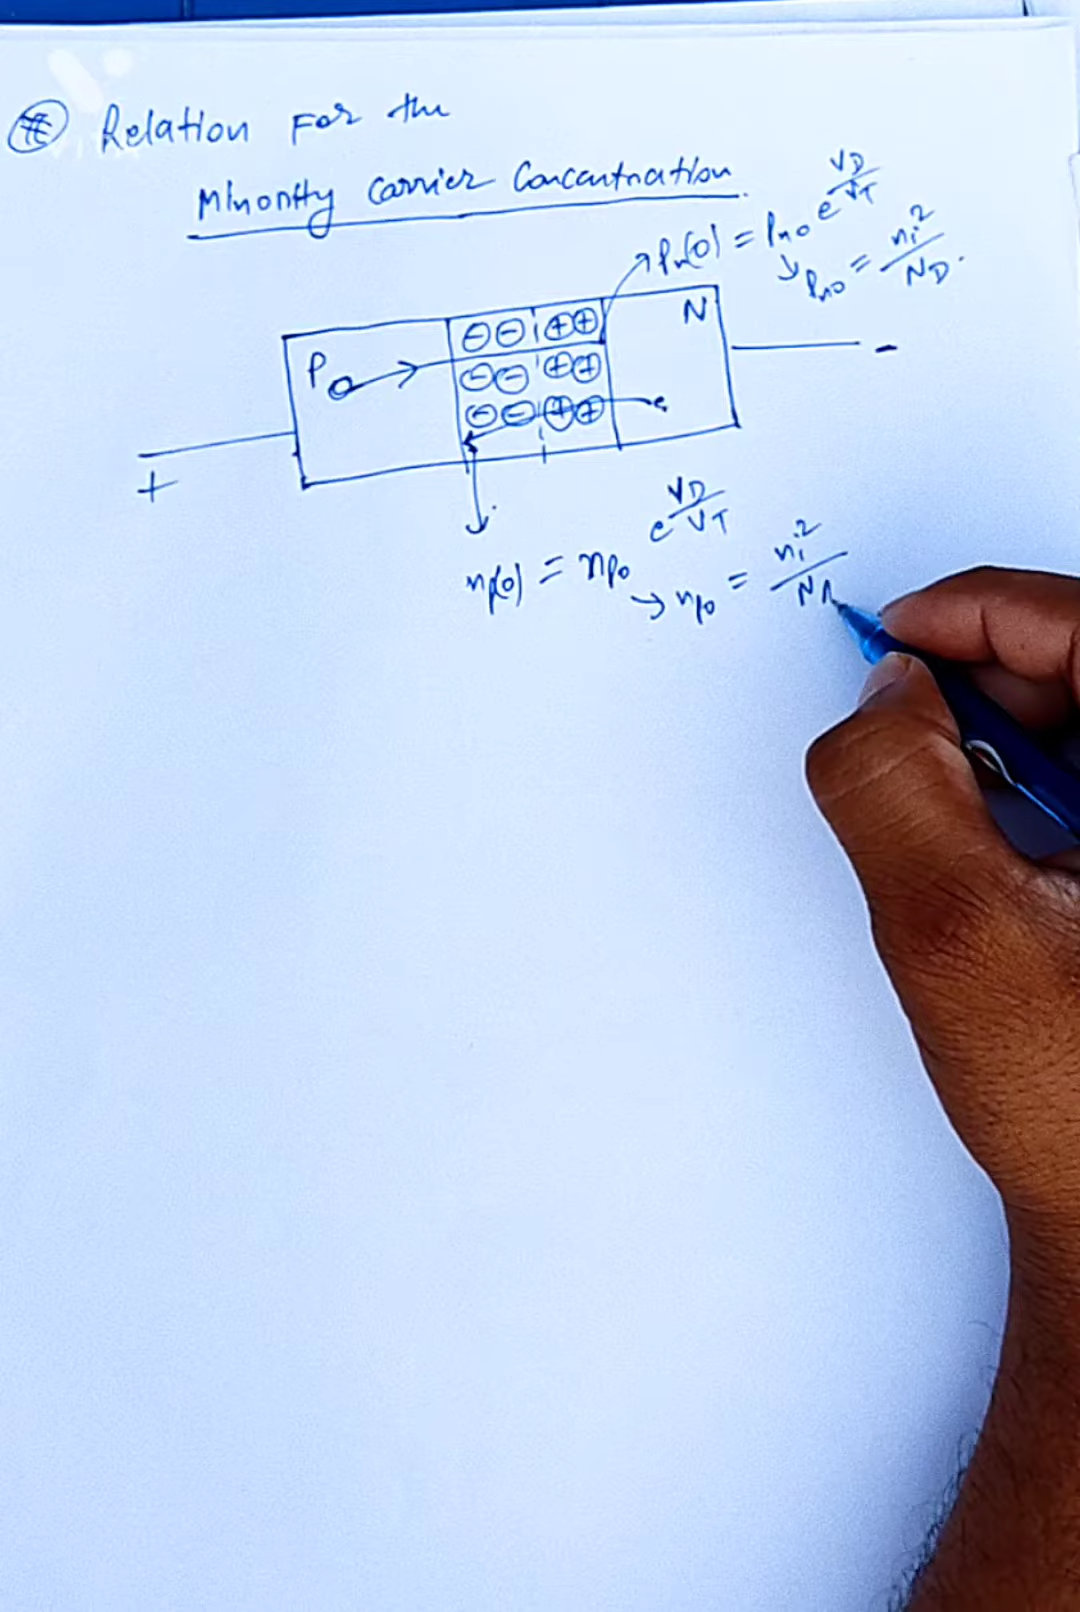 Relation For the
Minority Carrier Concentration
Pn(0) = Pno e^VD/VT
→ Pno = ni²/ND.
P
N
+
-
np(0) = npo e^VD/VT
→ npo = ni²/NA